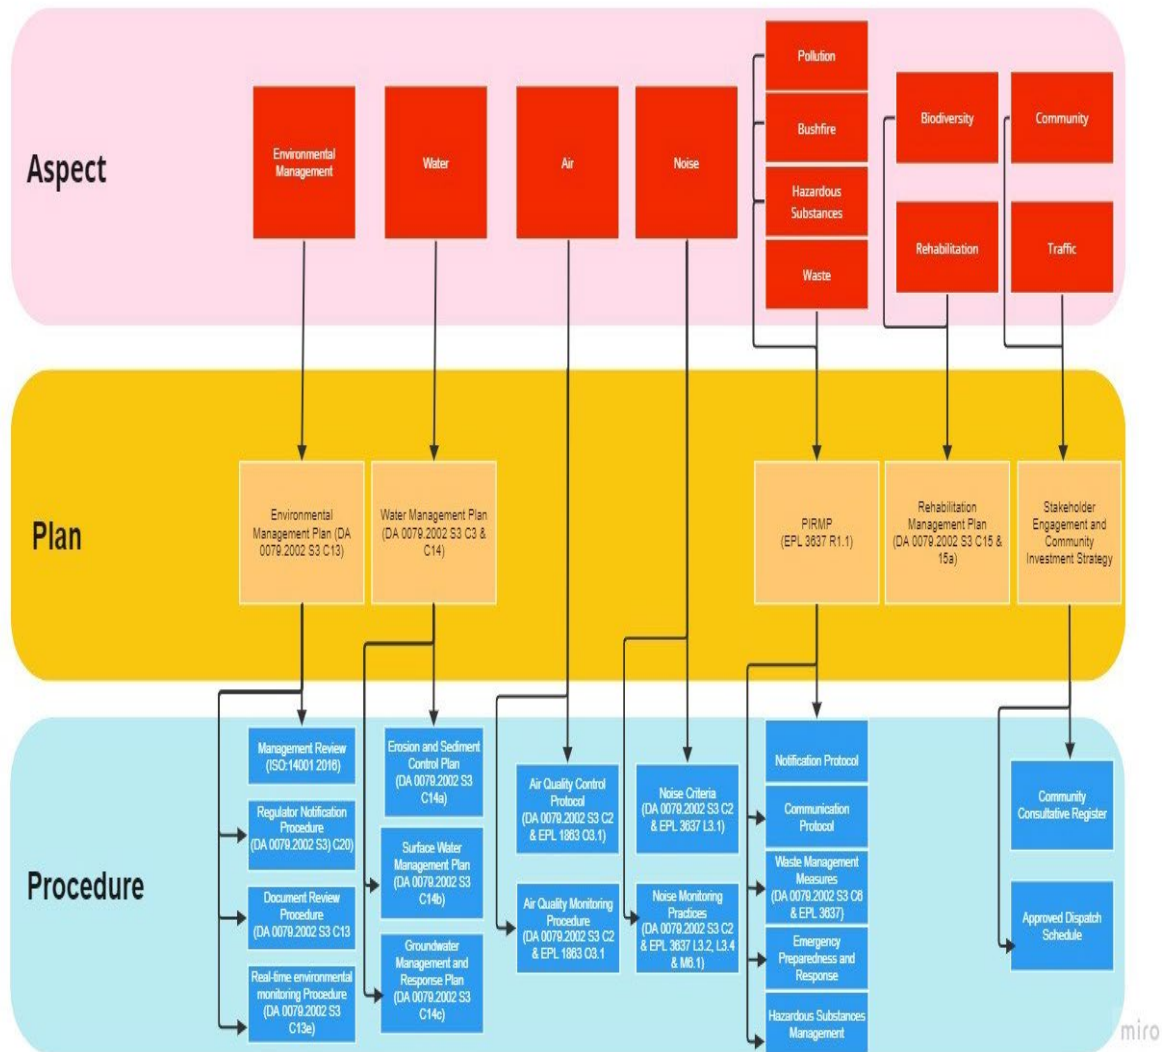 Aspect
Environmental
Management
Water
Air
Noise
Pollution
Bushfire
Hazardous
Substances
Waste
Biodiversity
Rehabilitation
Community
Traffic
Plan
Environmental
Management Plan (DA
0079.2002 S3 C13)
Water Management Plan
(DA 0079.2002 S3 C3 &
C14)
PIRMP
(EPL 3637 R1.1)
Rehabilitation
Management Plan
(DA 0079.2002 S3 C15 &
15a)
Stakeholder
Engagement and
Community
Investment Strategy
Procedure
Management Review
(ISO:14001 2016)
Regulator Notification
Procedure
(DA 0079.2002 S3) C20)
Document Review
Procedure
(DA 0079.2002 S3 C13
Real-time environmental
monitoring Procedure
(DA 0079.2002 S3
C13e)
Erosion and Sediment
Control Plan
(DA 0079.2002 S3
C14a)
Surface Water
Management Plan
(DA 0079.2002 S3
C14b)
Groundwater
Management and
Response Plan
(DA 0079.2002 S3
C14c)
Air Quality Control
Protocol
(DA 0079.2002 S3 C2
& EPL 1863 O3.1)
Air Quality Monitoring
Procedure
(DA 0079.2002 S3 C2
& EPL 1863 O3.1
Noise Criteria
(DA 0079.2002 S3 C2
& EPL 3637 L3.1)
Noise Monitoring
Practices
(DA 0079.2002 S3 C2
& EPL 3637 L3.2, L3.4
& M6.1)
Notification Protocol
Communication
Protocol
Waste Management
Measures
(DA 0079.2002 S3 C6
& EPL 3637)
Emergency
Preparedness and
Response
Hazardous Substances
Management
Community
Consultative Register
Approved Dispatch
Schedule
miro